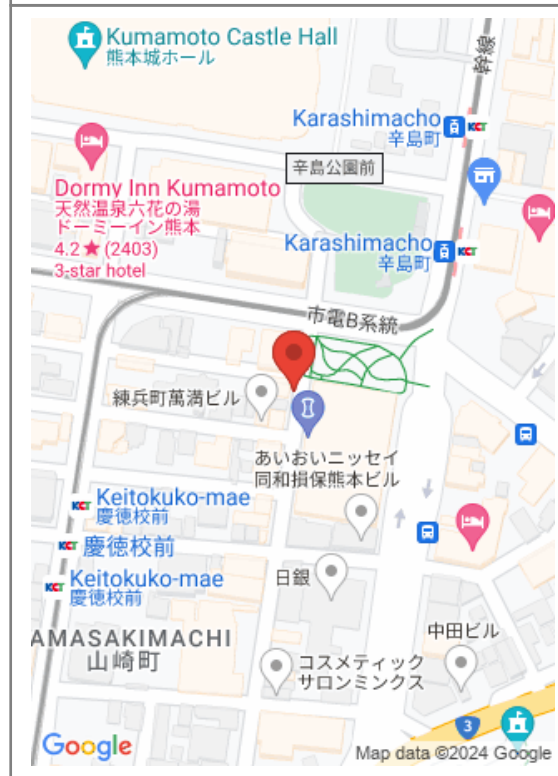 Kumamoto Castle Hall
熊本城ホール
幹線
Karashimacho
辛島町
KCT
辛島公園前
Dormy Inn Kumamoto
天然温泉六花の湯
ドーミーイン熊本
4.2★(2403)
3-star hotel
Karashimacho
辛島町
KCT
市電B系統
練兵町萬満ビル
あいおいニッセイ
同和損保熊本ビル
KCT
Keitokuko-mae
慶徳校前
KCT
慶徳校前
KCT
Keitokuko-mae
慶徳校前
日銀
AMASAKIMACHI
山崎町
コスメティック
サロンミンクス
中田ビル
3
Google
Map data ©2024 Google